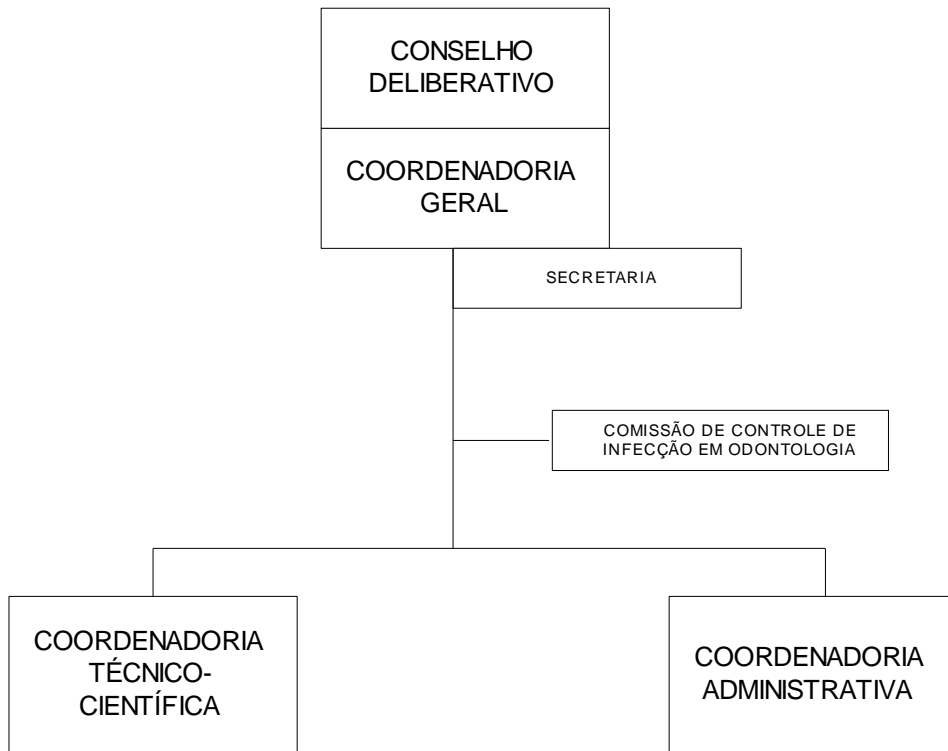 CONSELHO
DELIBERATIVO
COORDENADORIA
GERAL
SECRETARIA
COMISSÃO DE CONTROLE DE
INFECÇÃO EM ODONTOLOGIA
COORDENADORIA
TÉCNICO-
CIENTÍFICA
COORDENADORIA
ADMINISTRATIVA